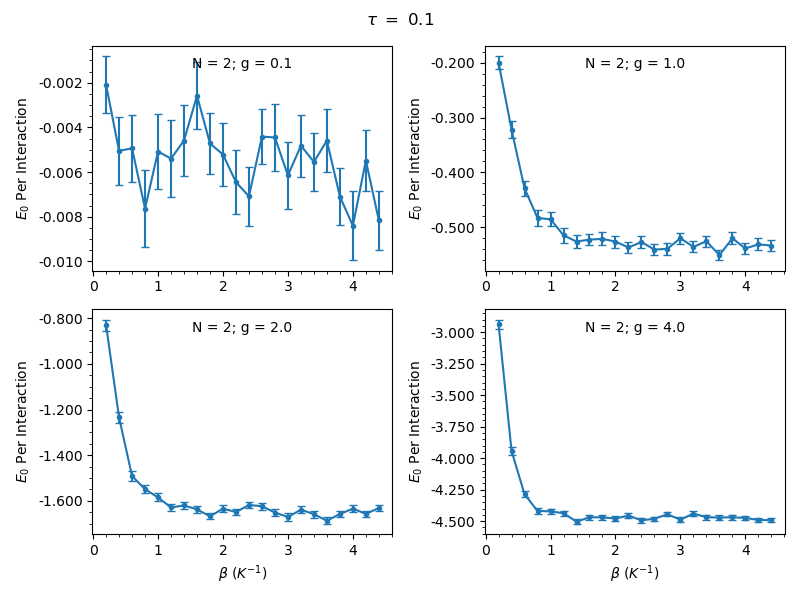 τ = 0.1
N = 2; g = 0.1
E₀ Per Interaction
-0.002
-0.004
-0.006
-0.008
-0.010
0 1 2 3 4
N = 2; g = 1.0
E₀ Per Interaction
-0.200
-0.300
-0.400
-0.500
0 1 2 3 4
N = 2; g = 2.0
E₀ Per Interaction
-0.800
-1.000
-1.200
-1.400
-1.600
0 1 2 3 4
β (K⁻¹)
N = 2; g = 4.0
E₀ Per Interaction
-3.000
-3.250
-3.500
-3.750
-4.000
-4.250
-4.500
0 1 2 3 4
β (K⁻¹)